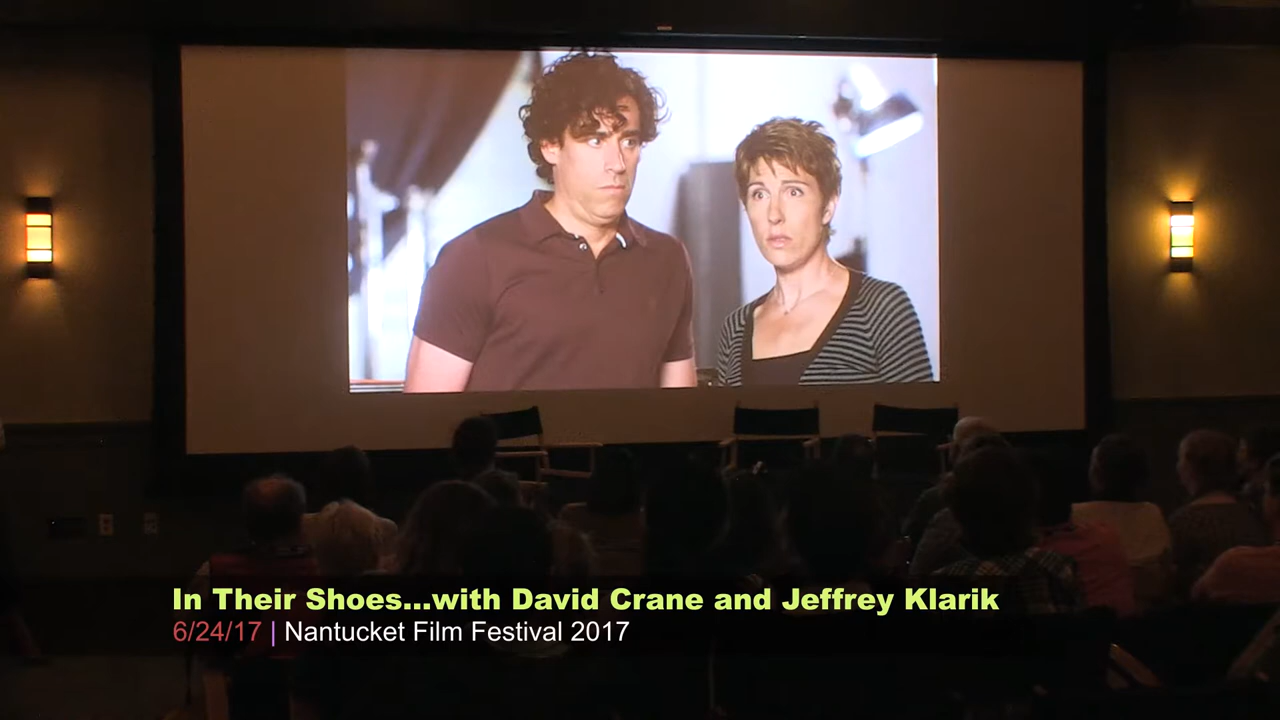 In Their Shoes...with David Crane and Jeffrey Klarik
6/24/17 | Nantucket Film Festival 2017